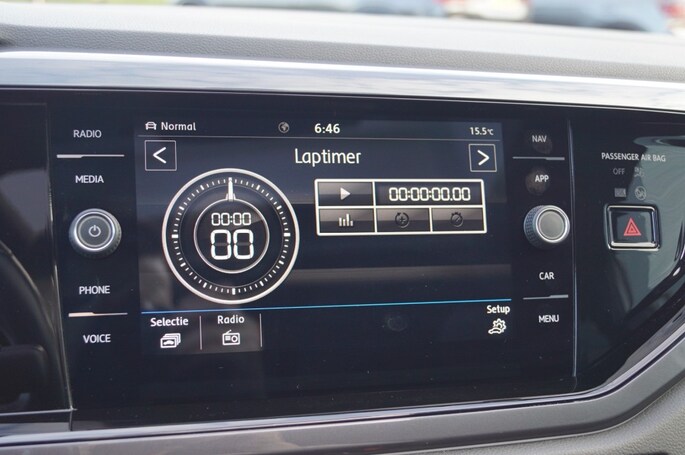 RADIO
MEDIA
PHONE
VOICE
Normal
6:46
15.5°C
Laptimer
00:00
00
00:00:00.00
Selectie
Radio
Setup
NAV
APP
CAR
MENU
PASSENGER AIR BAG
OFF